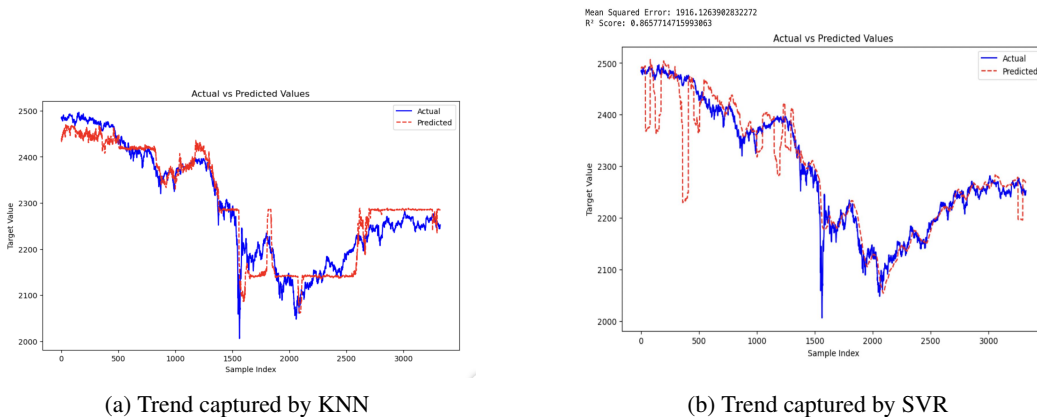 Mean Squared Error: 1916.1263902832272
R² Score: 0.8657714715993063
Actual vs Predicted Values
Actual
Predicted
2500
2400
2300
2200
2100
2000
Target Value
0 500 1000 1500 2000 2500 3000
Sample Index
(a) Trend captured by KNN
Actual vs Predicted Values
Actual
Predicted
2500
2400
2300
2200
2100
2000
Target Value
0 500 1000 1500 2000 2500 3000
Sample Index
(b) Trend captured by SVR